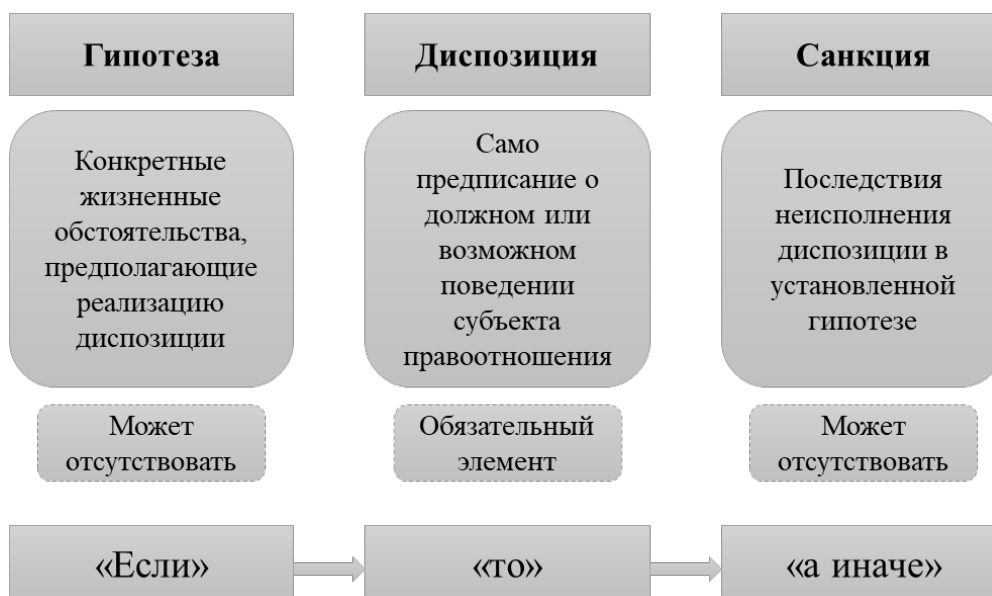 Гипотеза
Диспозиция
Санкция
Конкретные
жизненные
обстоятельства,
предполагающие
реализацию
диспозиции
Само
предписание о
должном или
возможном
поведении
субъекта
правоотношения
Последствия
неисполнения
диспозиции в
установленной
гипотезе
Может
отсутствовать
Обязательный
элемент
Может
отсутствовать
«Если»
«то»
«а иначе»